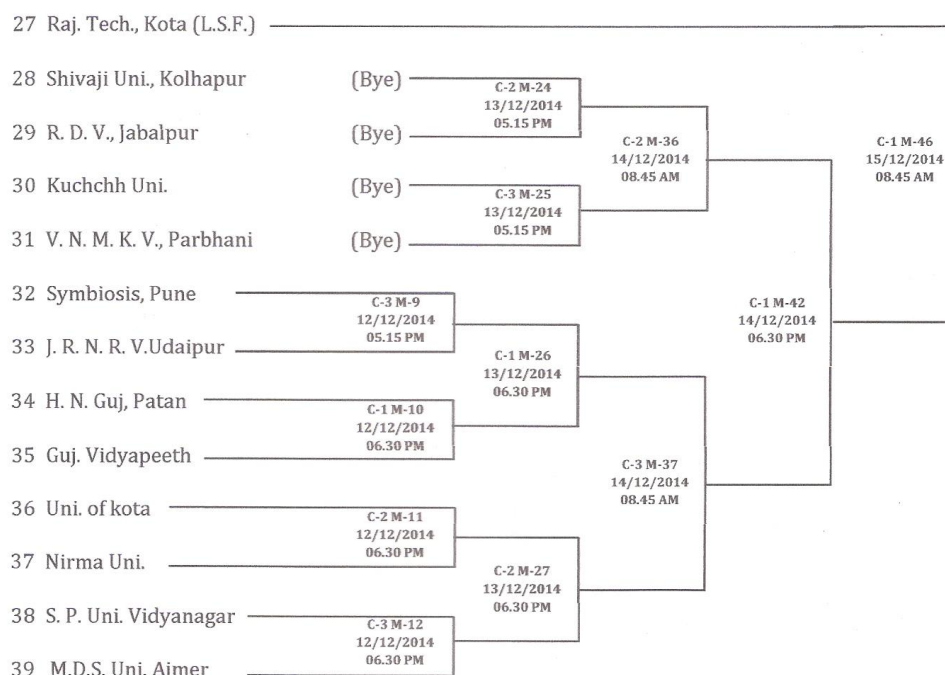 27 Raj. Tech., Kota (L.S.F.)
28 Shivaji Uni., Kolhapur (Bye)
C-2 M-24
13/12/2014
05.15 PM
29 R. D. V., Jabalpur (Bye)
C-2 M-36
14/12/2014
08.45 AM
C-1 M-46
15/12/2014
08.45 AM
30 Kuchchh Uni. (Bye)
C-3 M-25
13/12/2014
05.15 PM
31 V. N. M. K. V., Parbhani (Bye)
32 Symbiosis, Pune
C-3 M-9
12/12/2014
05.15 PM
C-1 M-42
14/12/2014
06.30 PM
33 J. R. N. R. V.Udaipur
C-1 M-26
13/12/2014
06.30 PM
34 H. N. Guj, Patan
C-1 M-10
12/12/2014
06.30 PM
35 Guj. Vidyapeeth
C-3 M-37
14/12/2014
08.45 AM
36 Uni. of kota
C-2 M-11
12/12/2014
06.30 PM
37 Nirma Uni.
C-2 M-27
13/12/2014
06.30 PM
38 S. P. Uni. Vidyanagar
C-3 M-12
12/12/2014
06.30 PM
39 M.D.S. Uni. Ajmer